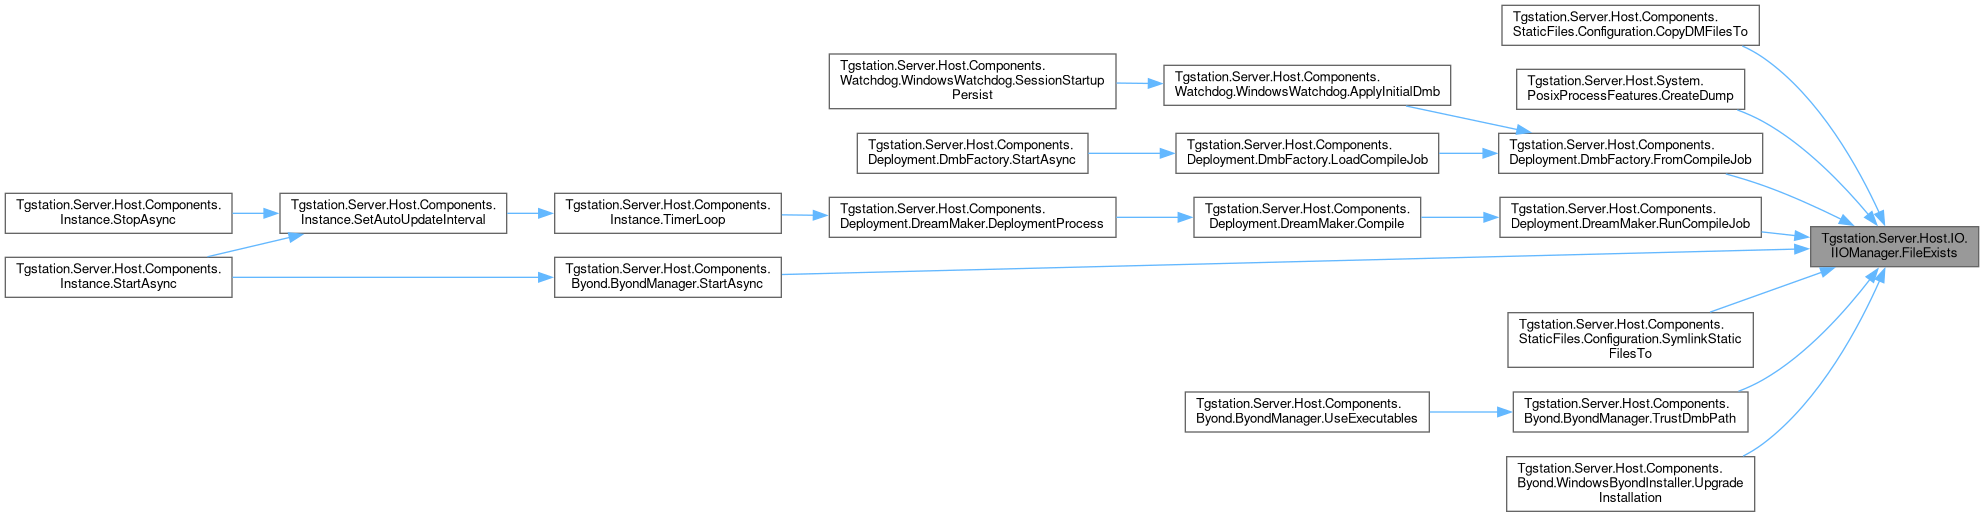 Tgstation.Server.Host.Components.
StaticFiles.Configuration.CopyDMFilesTo
Tgstation.Server.Host.Components.
Watchdog.WindowsWatchdog.SessionStartup
Persist
Tgstation.Server.Host.Components.
Watchdog.WindowsWatchdog.ApplyInitialDmb
Tgstation.Server.Host.System.
PosixProcessFeatures.CreateDump
Tgstation.Server.Host.Components.
Deployment.DmbFactory.StartAsync
Tgstation.Server.Host.Components.
Deployment.DmbFactory.LoadCompileJob
Tgstation.Server.Host.Components.
Deployment.DmbFactory.FromCompileJob
Tgstation.Server.Host.Components.
Instance.StopAsync
Tgstation.Server.Host.Components.
Instance.SetAutoUpdateInterval
Tgstation.Server.Host.Components.
Instance.TimerLoop
Tgstation.Server.Host.Components.
Deployment.DreamMaker.DeploymentProcess
Tgstation.Server.Host.Components.
Deployment.DreamMaker.Compile
Tgstation.Server.Host.Components.
Deployment.DreamMaker.RunCompileJob
Tgstation.Server.Host.IO.
IIOManager.FileExists
Tgstation.Server.Host.Components.
Instance.StartAsync
Tgstation.Server.Host.Components.
Byond.ByondManager.StartAsync
Tgstation.Server.Host.Components.
StaticFiles.Configuration.SymlinkStatic
FilesTo
Tgstation.Server.Host.Components.
Byond.ByondManager.UseExecutables
Tgstation.Server.Host.Components.
Byond.ByondManager.TrustDmbPath
Tgstation.Server.Host.Components.
Byond.WindowsByondInstaller.Upgrade
Installation